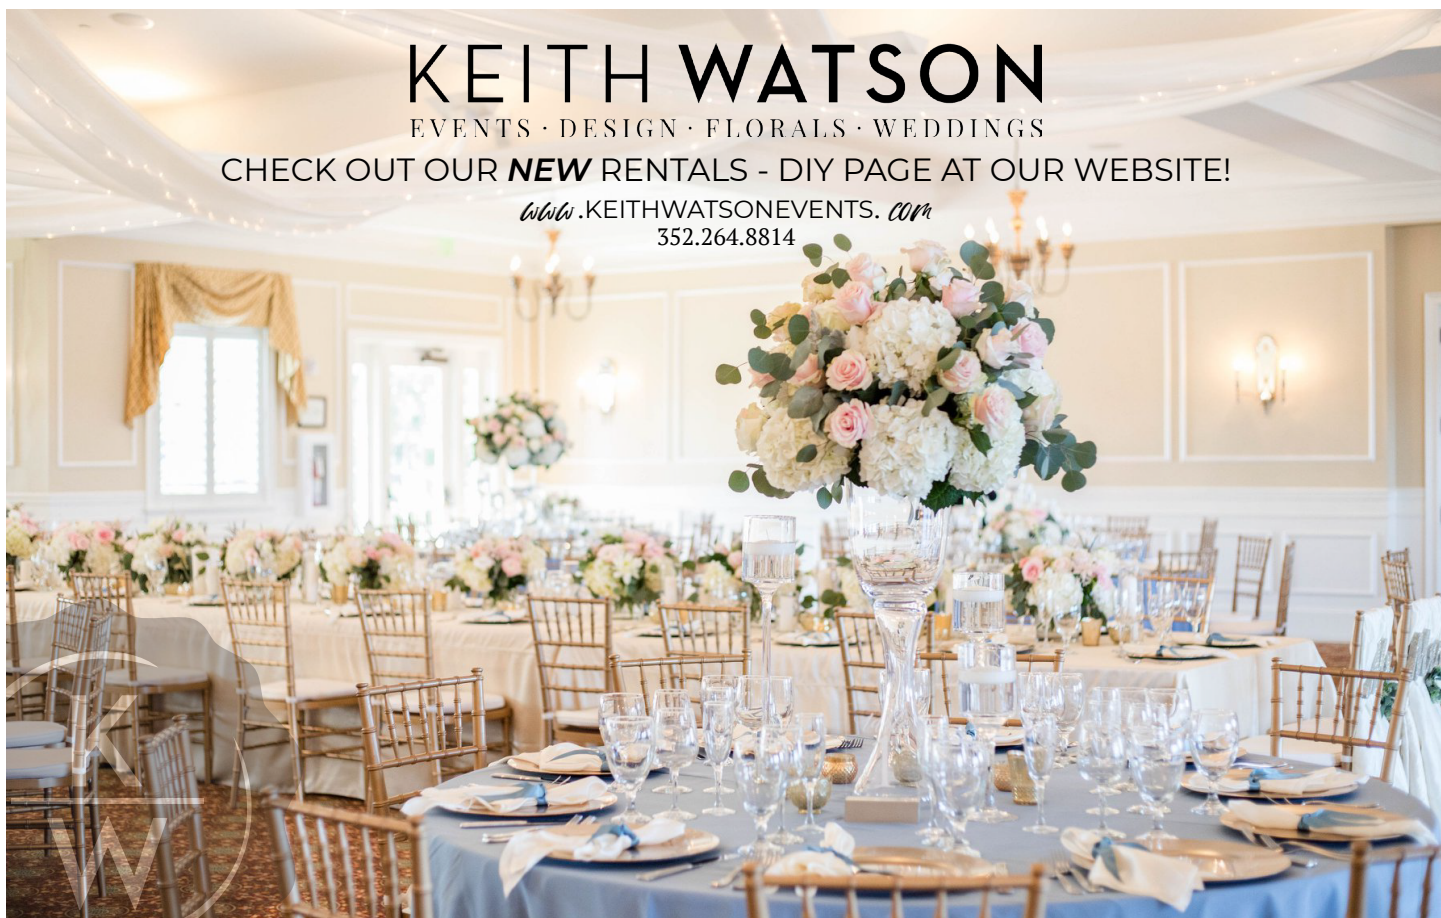 KEITH WATSON
EVENTS · DESIGN · FLORALS · WEDDINGS
CHECK OUT OUR NEW RENTALS - DIY PAGE AT OUR WEBSITE!
www.KEITHWATSONEVENTS.com
352.264.8814
K
W